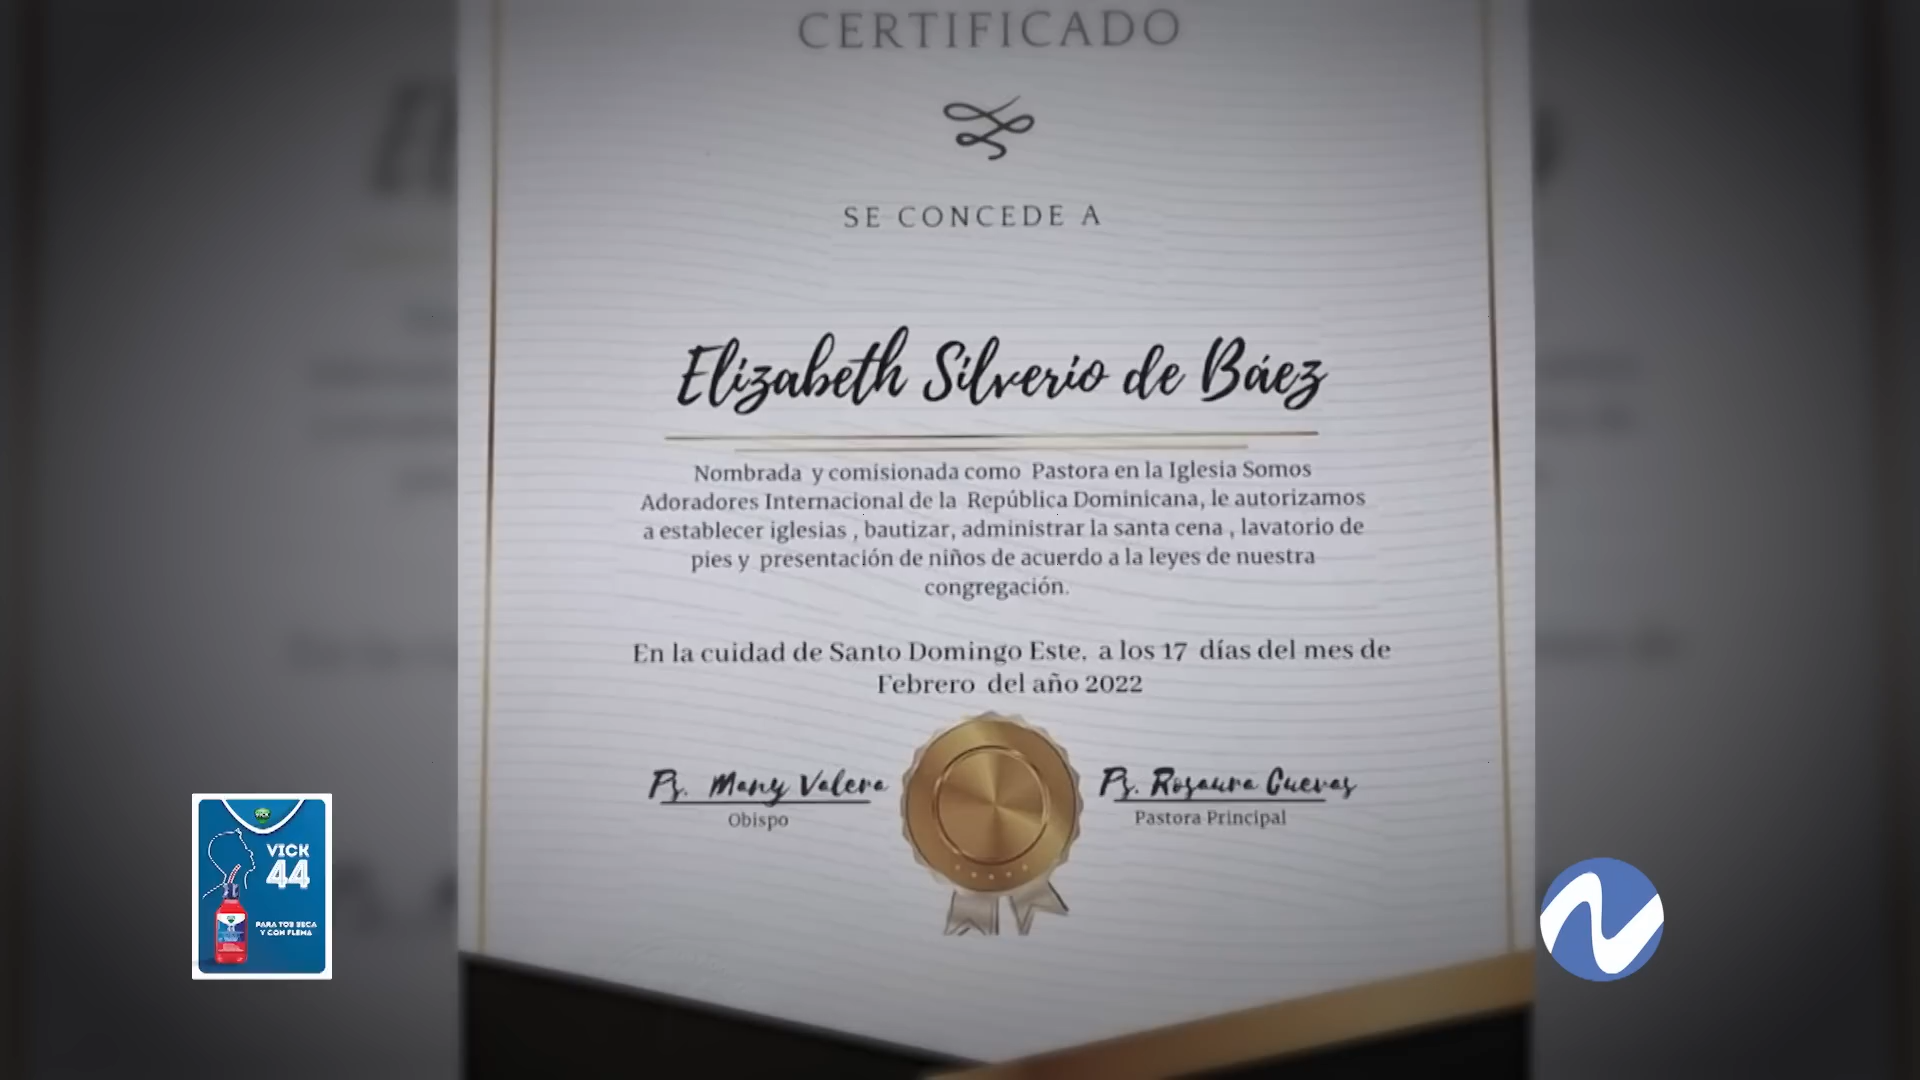 CERTIFICADO
SE CONCEDE A
Elizabeth Silverio de Báez
Nombrada y comisionada como Pastora en la Iglesia Somos
Adoradores Internacional de la República Dominicana, le autorizamos
a establecer iglesias , bautizar, administrar la santa cena , lavatorio de
pies y presentación de niños de acuerdo a la leyes de nuestra
congregación.
En la cuidad de Santo Domingo Este, a los 17 días del mes de
Febrero del año 2022
Ps. Many Valera
Obispo
Ps. Rosaura Cuevas
Pastora Principal
VICK
VICK
44
PARA TOS SECA
Y CON FLEMA
44